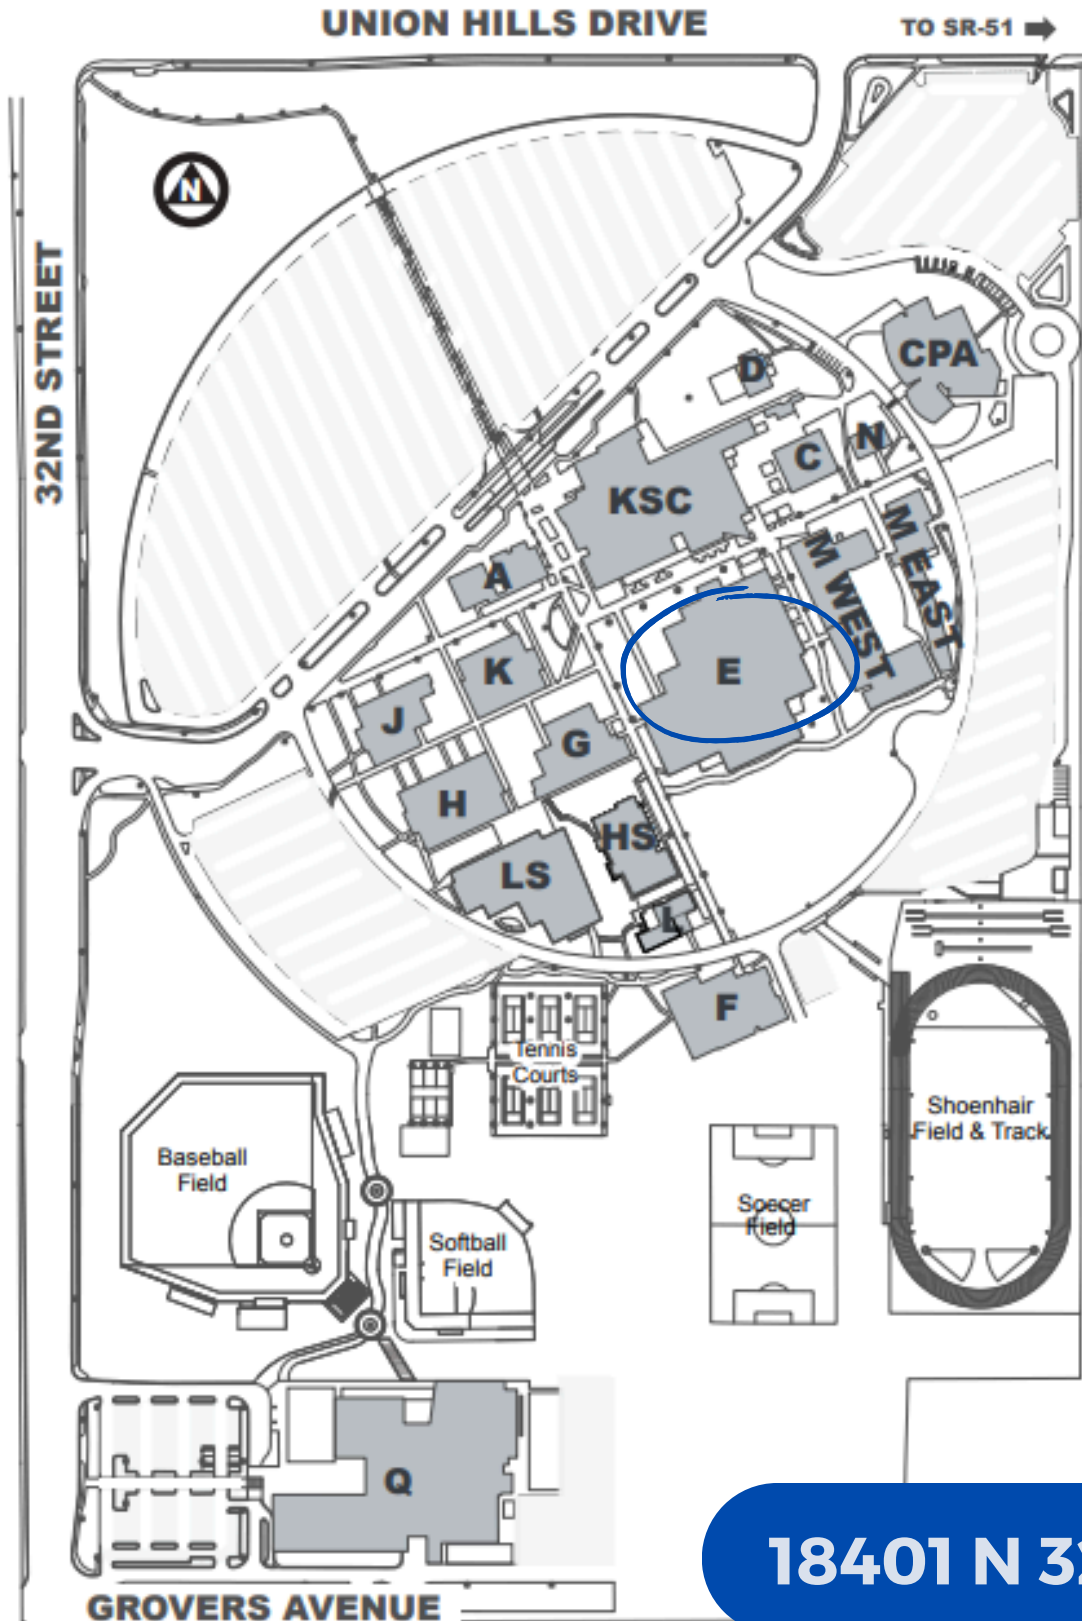 UNION HILLS DRIVE
TO SR-51
N
32ND STREET
CPA
D
N
C
KSC
M EAST
M WEST
A
E
K
J
G
H
HS
LS
L
F
Tennis
Courts
Shoenhair
Field & Track
Baseball
Field
Soccer
Field
Softball
Field
Q
18401 N 32
GROVERS AVENUE